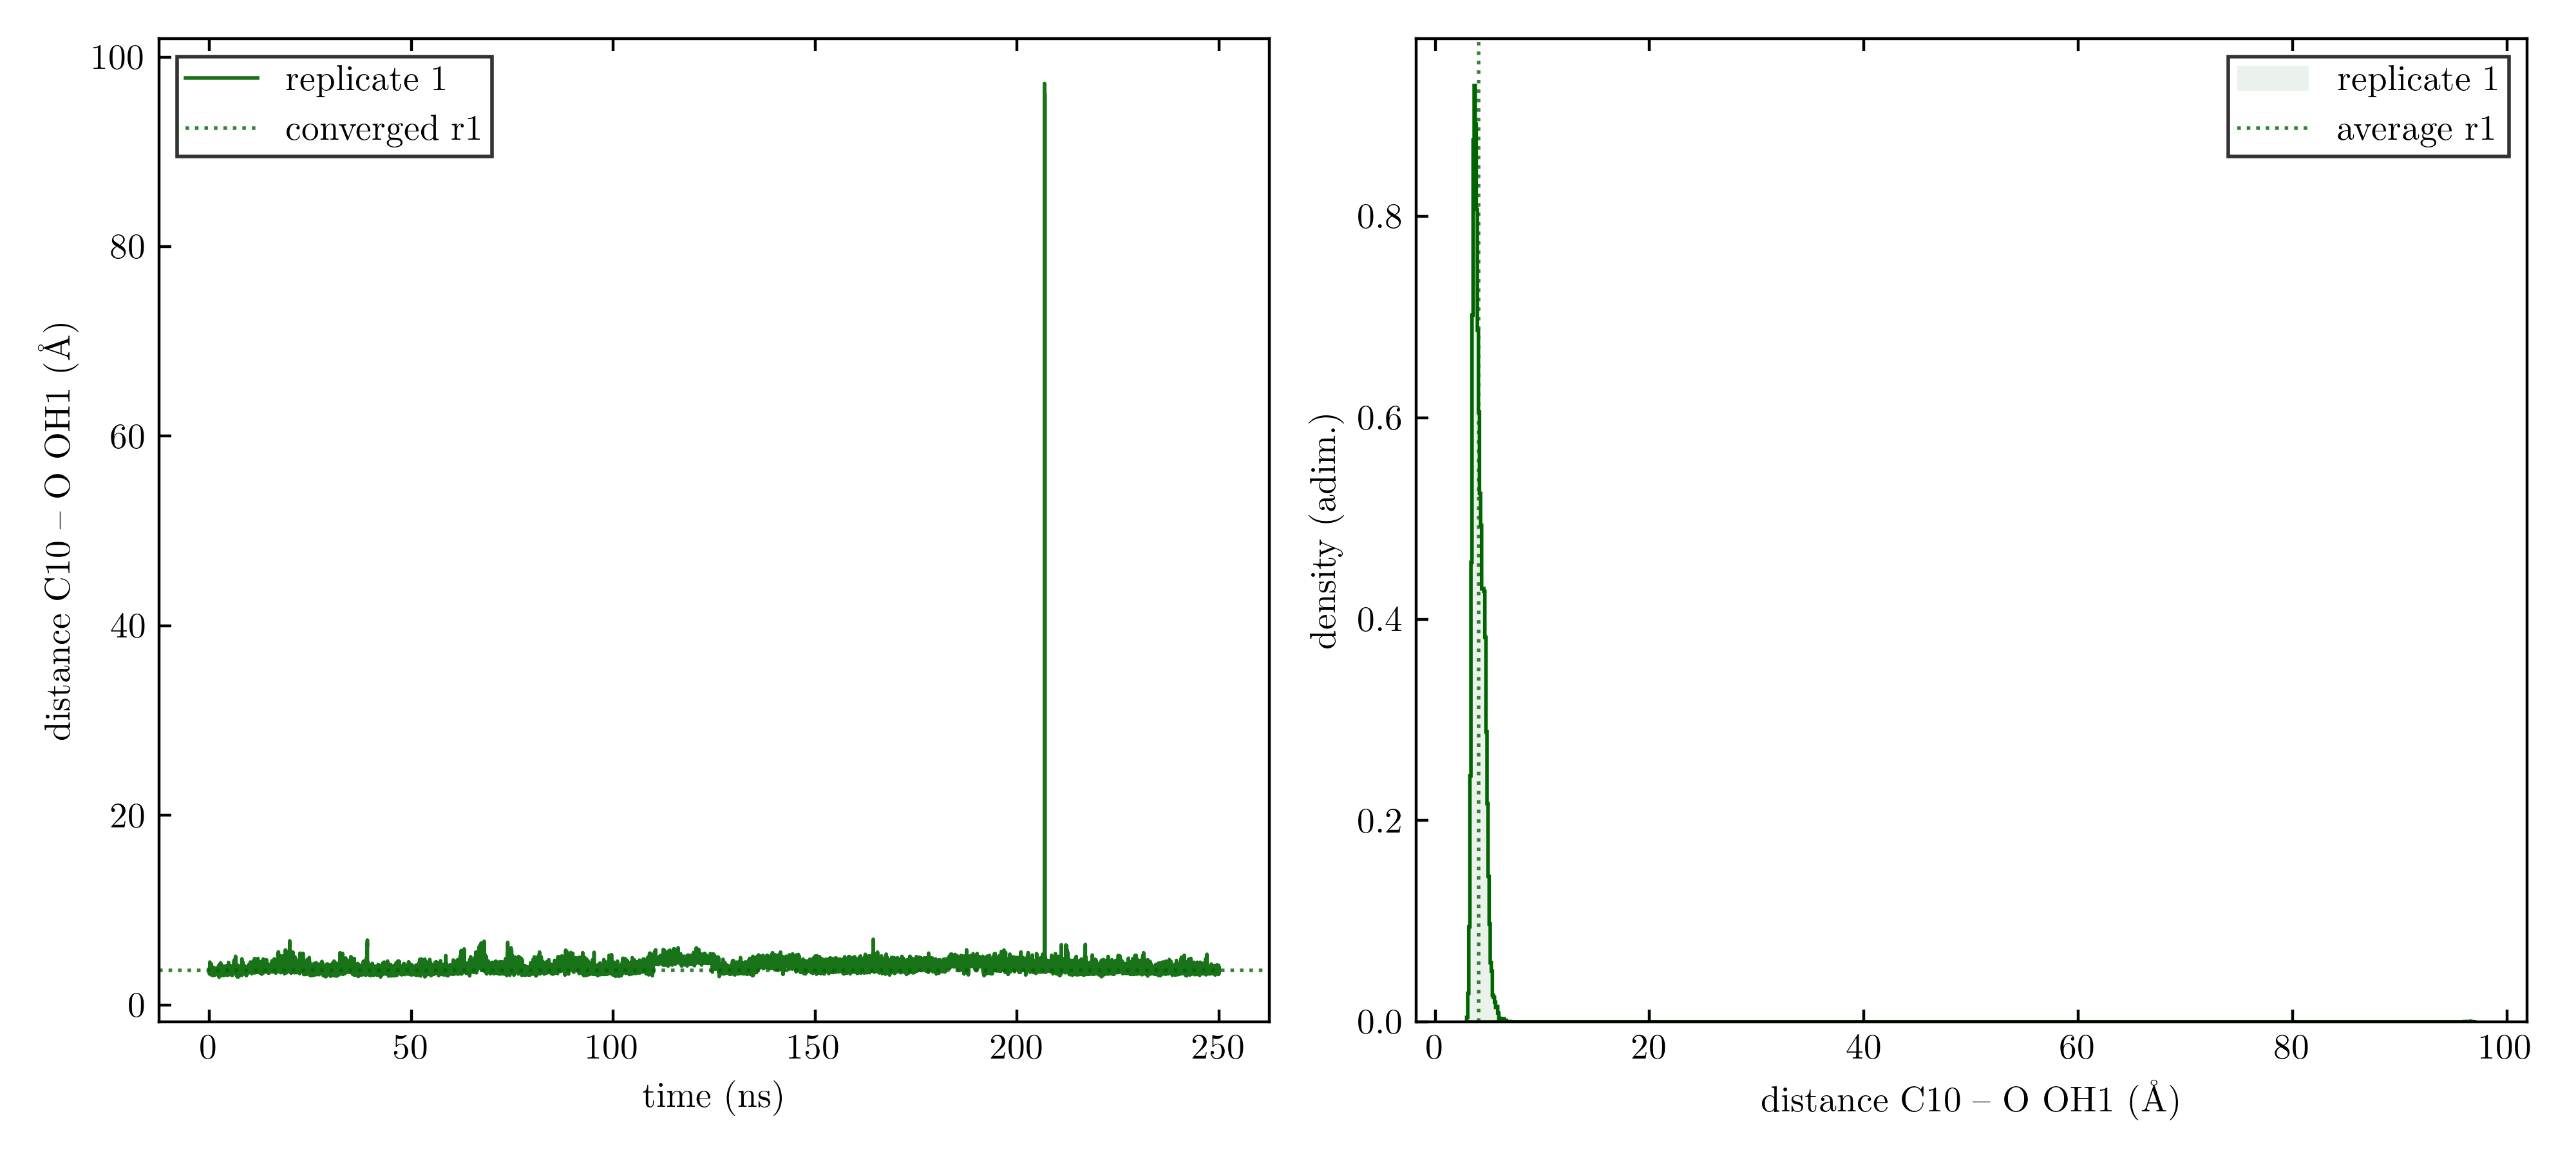 100
80
60
40
20
0
distance C10 – O OH1 (Å)
replicate 1
converged r1
0 50 100 150 200 250
time (ns)
0.8
0.6
0.4
0.2
0.0
density (adim.)
replicate 1
average r1
0 20 40 60 80 100
distance C10 – O OH1 (Å)